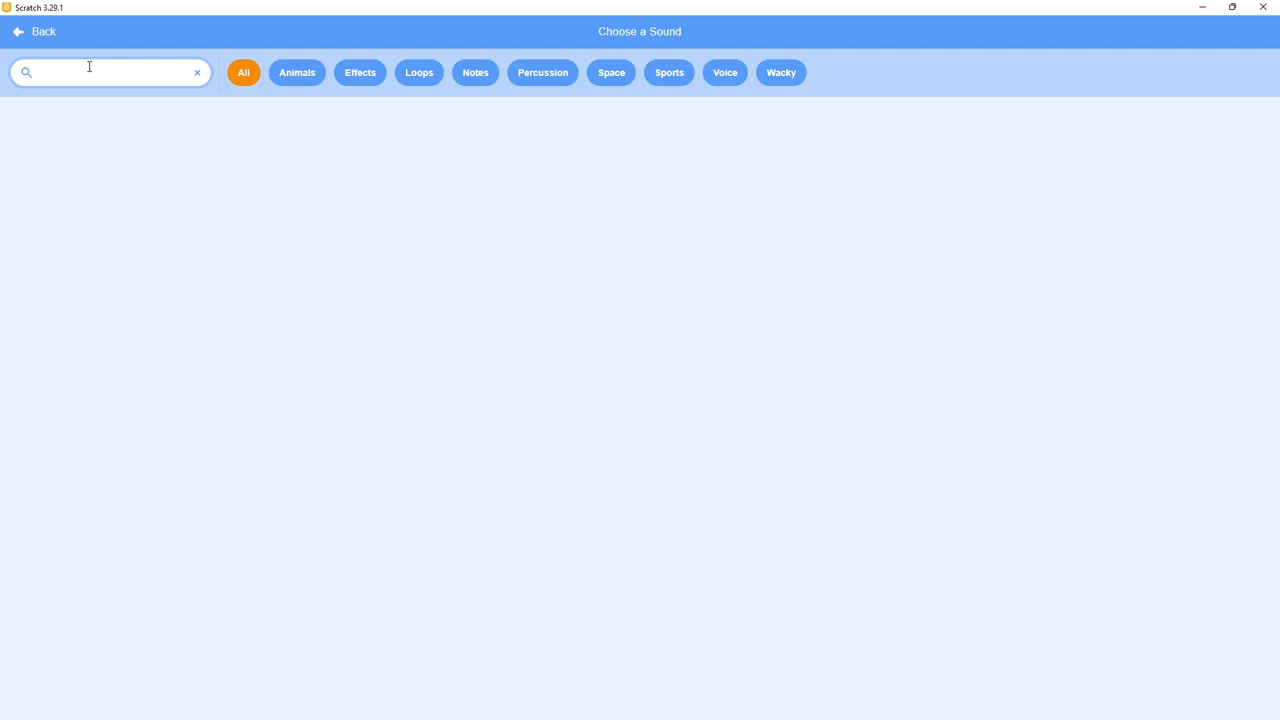 Scratch 3.29.1
Back
Choose a Sound
All Animals Effects Loops Notes Percussion Space Sports Voice Wacky